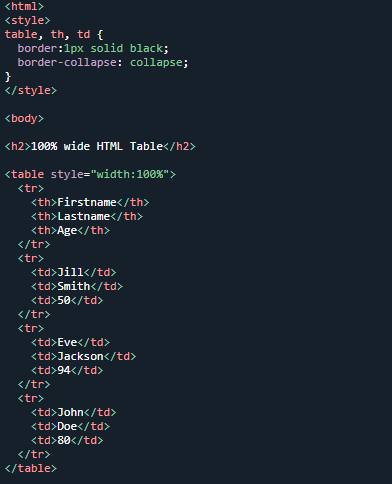 <html>
<style>
table, th, td {
  border:1px solid black;
  border-collapse: collapse;
}
</style>

<body>

<h2>100% wide HTML Table</h2>

<table style="width:100%">
  <tr>
    <th>Firstname</th>
    <th>Lastname</th>
    <th>Age</th>
  </tr>
  <tr>
    <td>Jill</td>
    <td>Smith</td>
    <td>50</td>
  </tr>
  <tr>
    <td>Eve</td>
    <td>Jackson</td>
    <td>94</td>
  </tr>
  <tr>
    <td>John</td>
    <td>Doe</td>
    <td>80</td>
  </tr>
</table>